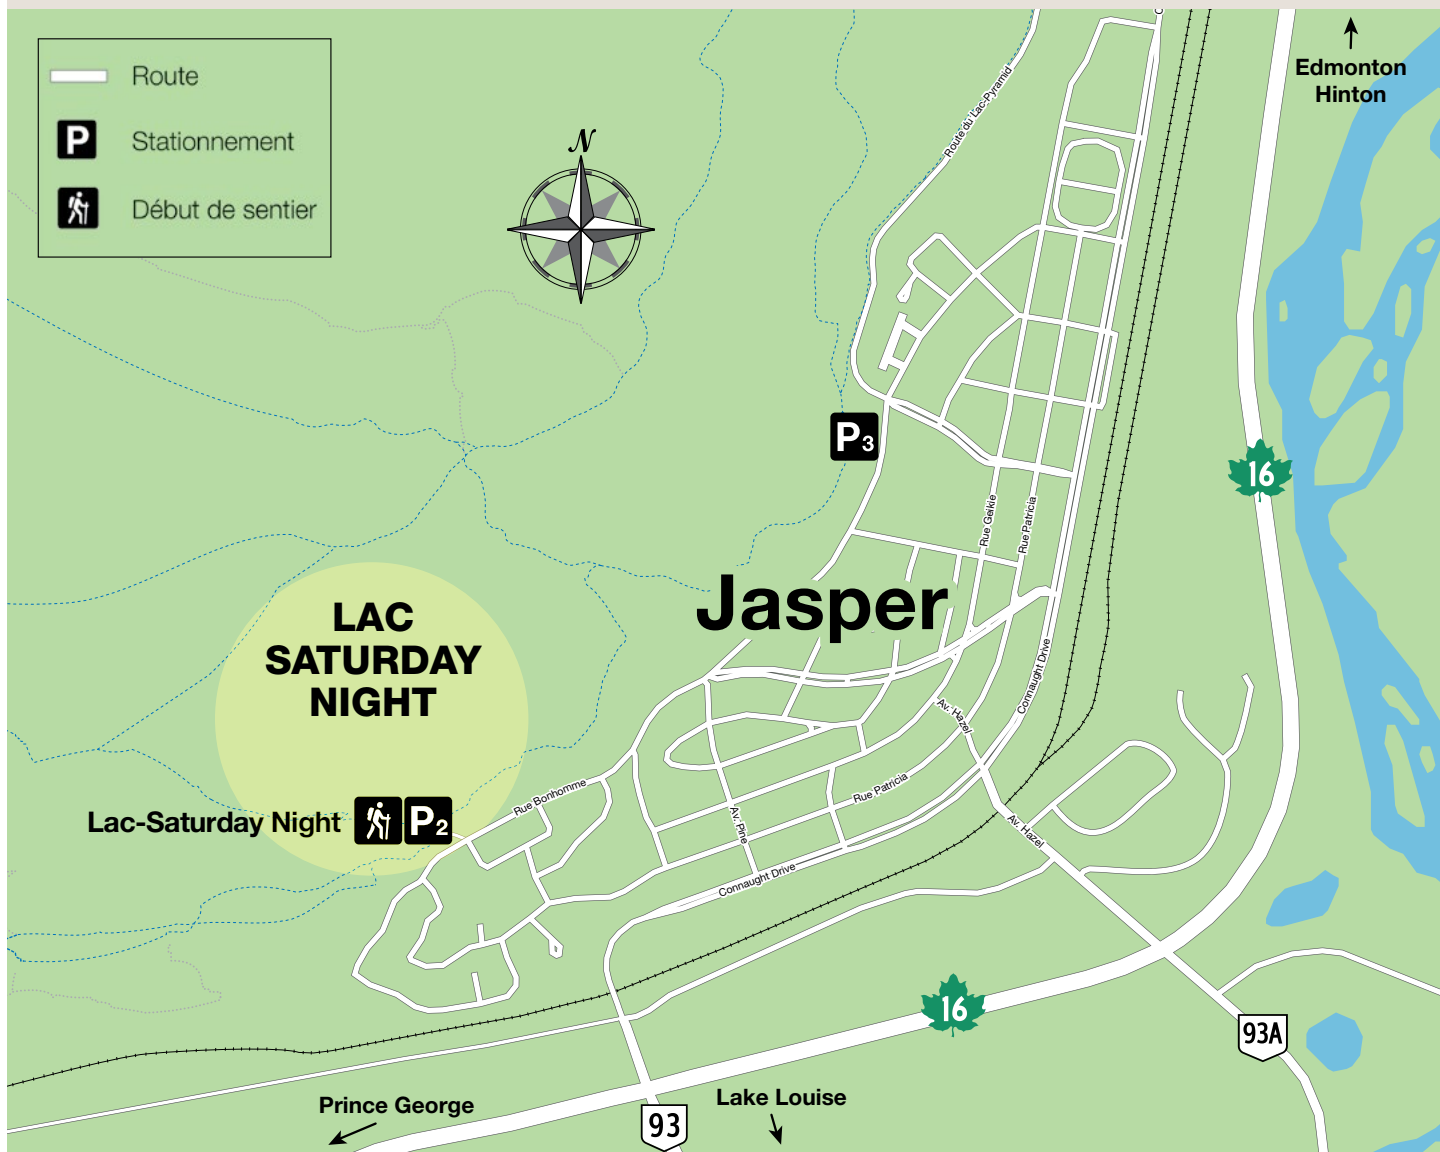 Edmonton
Hinton
Route
P
Stationnement
Début de sentier
N
Route du Lac-Pyramid
P3
16
Rue Geikie
Rue Patricia
Jasper
LAC
SATURDAY
NIGHT
Connaught Drive
Av. Hazel
Rue Bonhomme
Rue Patricia
Lac-Saturday Night
P2
Av. Pine
Av. Hazel
Connaught Drive
16
93A
Prince George
Lake Louise
93